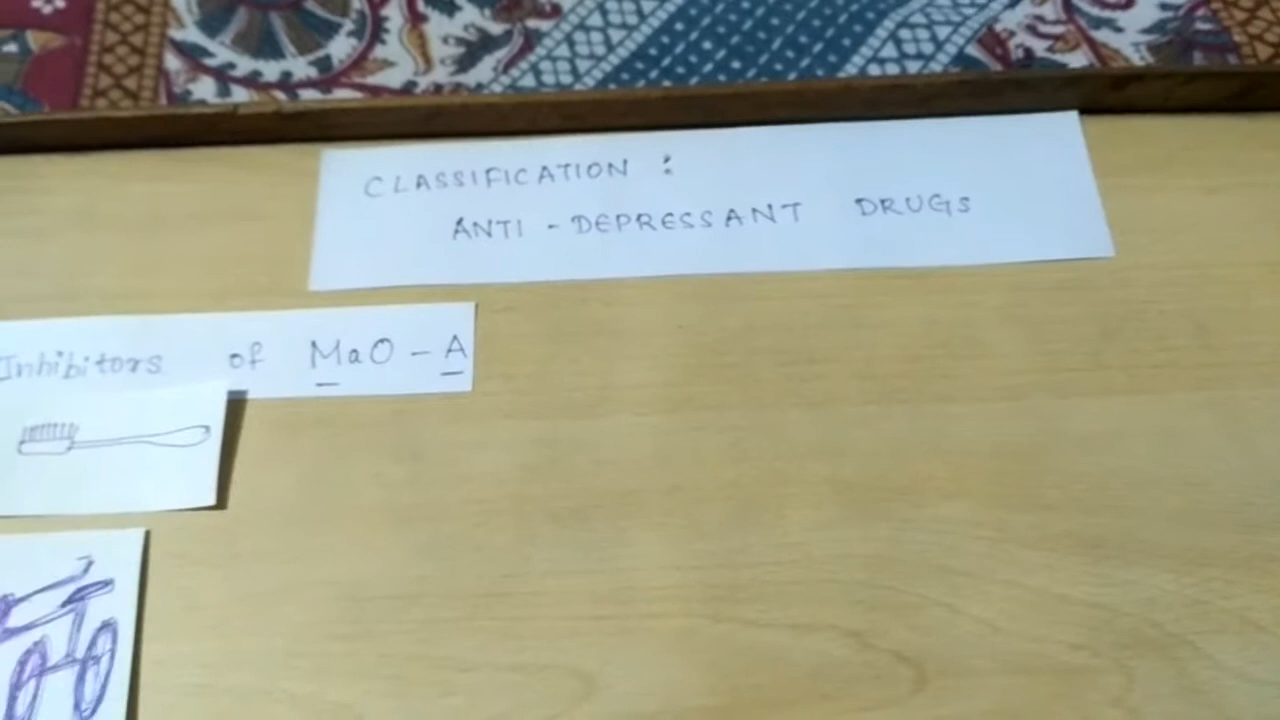 CLASSIFICATION :
ANTI - DEPRESSANT DRUGS
Inhibitors of MaO - A